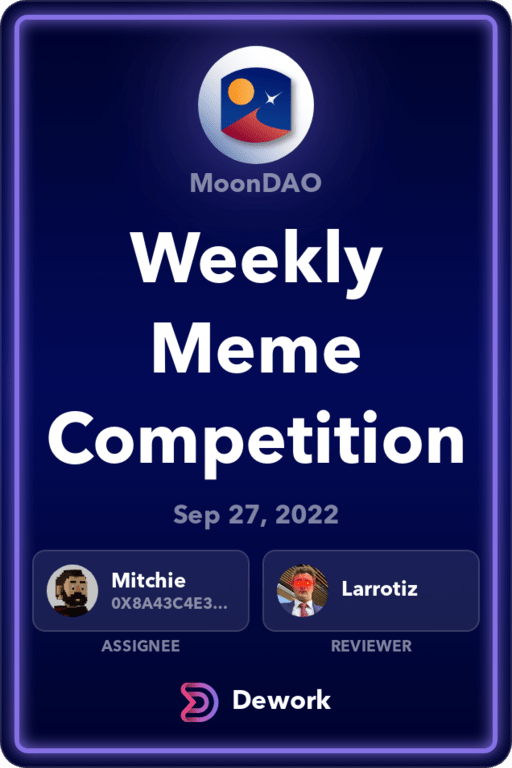 MoonDAO
Weekly
Meme
Competition
Sep 27, 2022
Mitchie
0X8A43C4E3...
ASSIGNEE
Larrotiz
REVIEWER
Dework